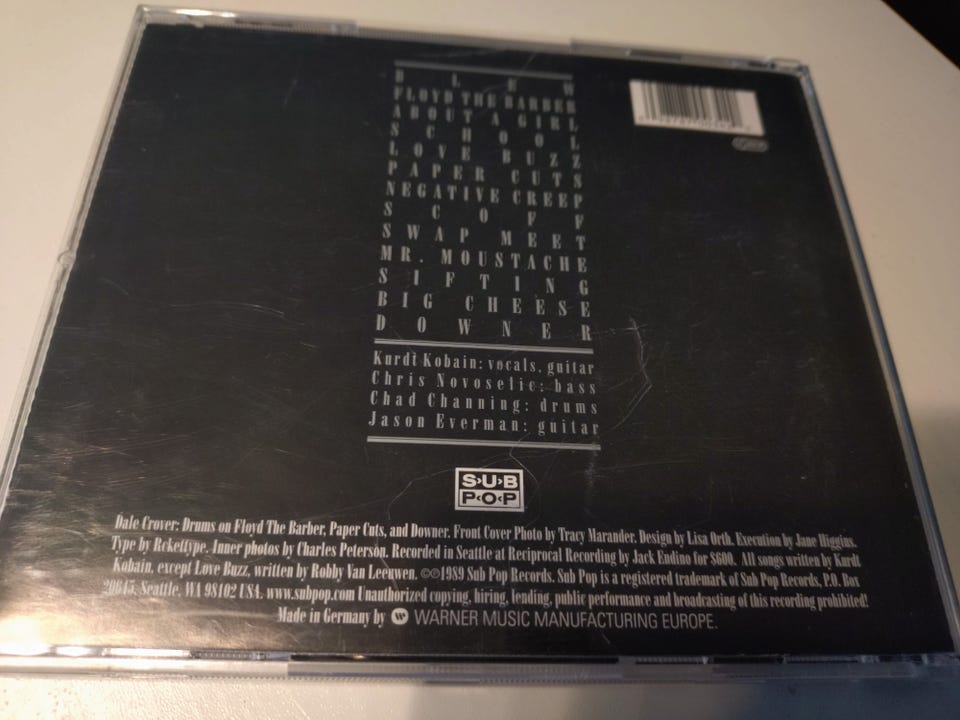 BLEW
FLOYD THE BARBER
ABOUT A GIRL
SCHOOL
LOVE BUZZ
PAPER CUTS
NEGATIVE CREEP
SCOFF
SWAP MEET
MR. MOUSTACHE
SIFTING
BIG CHEESE
DOWNER
Kurdt Kobain: vocals, guitar
Chris Novoselic: bass
Chad Channing: drums
Jason Everman: guitar
SUB
POP
Dale Crover: Drums on Floyd The Barber, Paper Cuts, and Downer. Front Cover Photo by Tracy Marander. Design by Lisa Orth. Execution by Jane Higgins.
Type by Rckettype. Inner photos by Charles Peterson. Recorded in Seattle at Reciprocal Recording by Jack Endino for $600. All songs written by Kurdt
Kobain, except Love Buzz, written by Robby Van Leeuwen. ©℗1989 Sub Pop Records. Sub Pop is a registered trademark of Sub Pop Records, P.O. Box
20645, Seattle, WA 98102 USA. www.subpop.com Unauthorized copying, hiring, lending, public performance and broadcasting of this recording prohibited!
Made in Germany by WARNER MUSIC MANUFACTURING EUROPE.